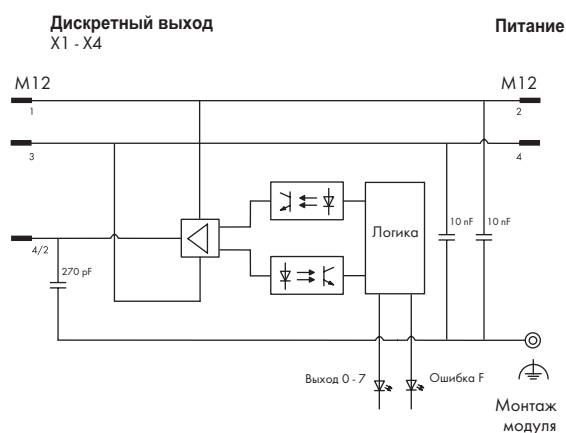 Дискретный выход
X1 - X4
Питание
M12
M12
1
2
3
4
4/2
270 pF
Логика
10 nF
10 nF
Выход 0 - 7
Ошибка F
Монтаж
модуля